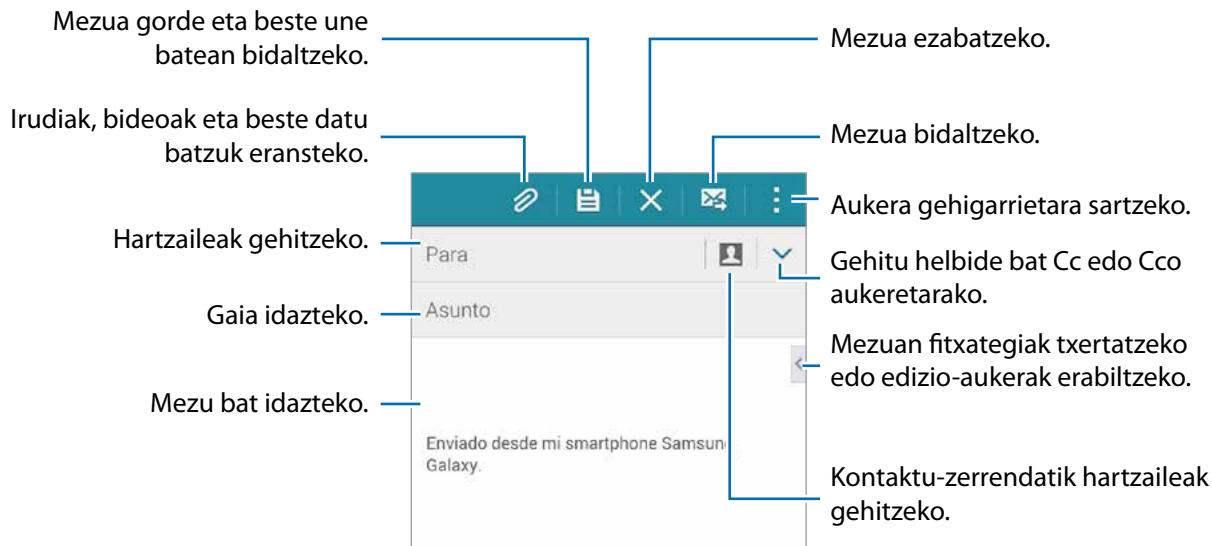 Mezua gorde eta beste une
batean bidaltzeko.
Irudiak, bideoak eta beste datu
batzuk eransteko.
Hartzaileak gehitzeko.
Gaia idazteko.
Mezu bat idazteko.
Para
Asunto
Enviado desde mi smartphone Samsung
Galaxy.
Mezua ezabatzeko.
Mezua bidaltzeko.
Aukera gehigarrietara sartzeko.
Gehitu helbide bat Cc edo Cco
aukeretarako.
Mezuan fitxategiak txertatzeko
edo edizio-aukerak erabiltzeko.
Kontaktu-zerrendatik hartzaileak
gehitzeko.